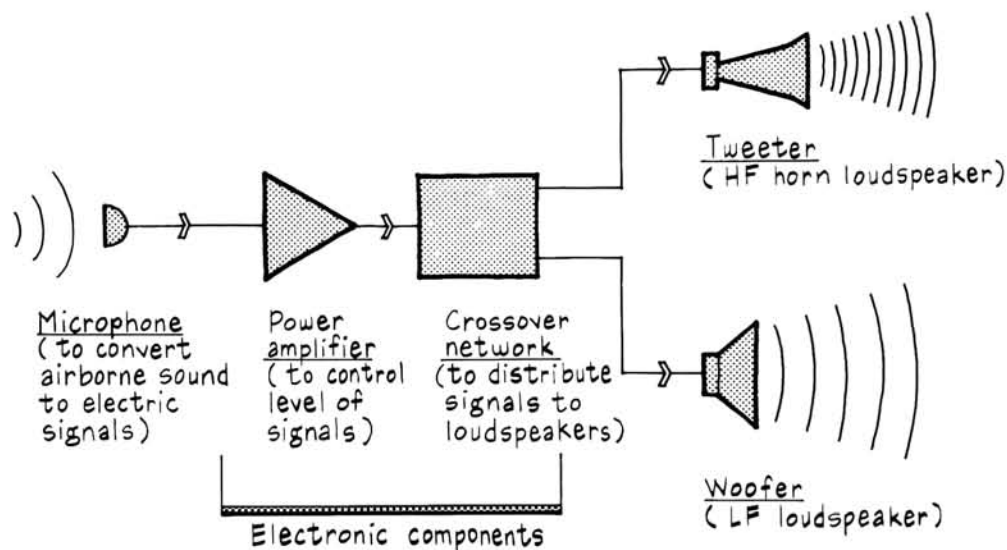 Tweeter
(HF horn loudspeaker)
Microphone
(to convert
airborne sound
to electric
signals)
Power
amplifier
(to control
level of
signals)
Crossover
network
(to distribute
signals to
loudspeakers)
Woofer
(LF loudspeaker)
Electronic components